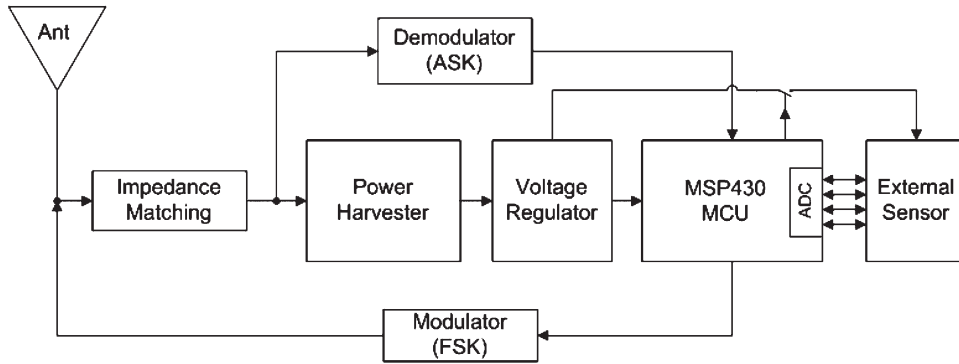 Ant
Demodulator
(ASK)
Impedance
Matching
Power
Harvester
Voltage
Regulator
MSP430
MCU
ADC
External
Sensor
Modulator
(FSK)